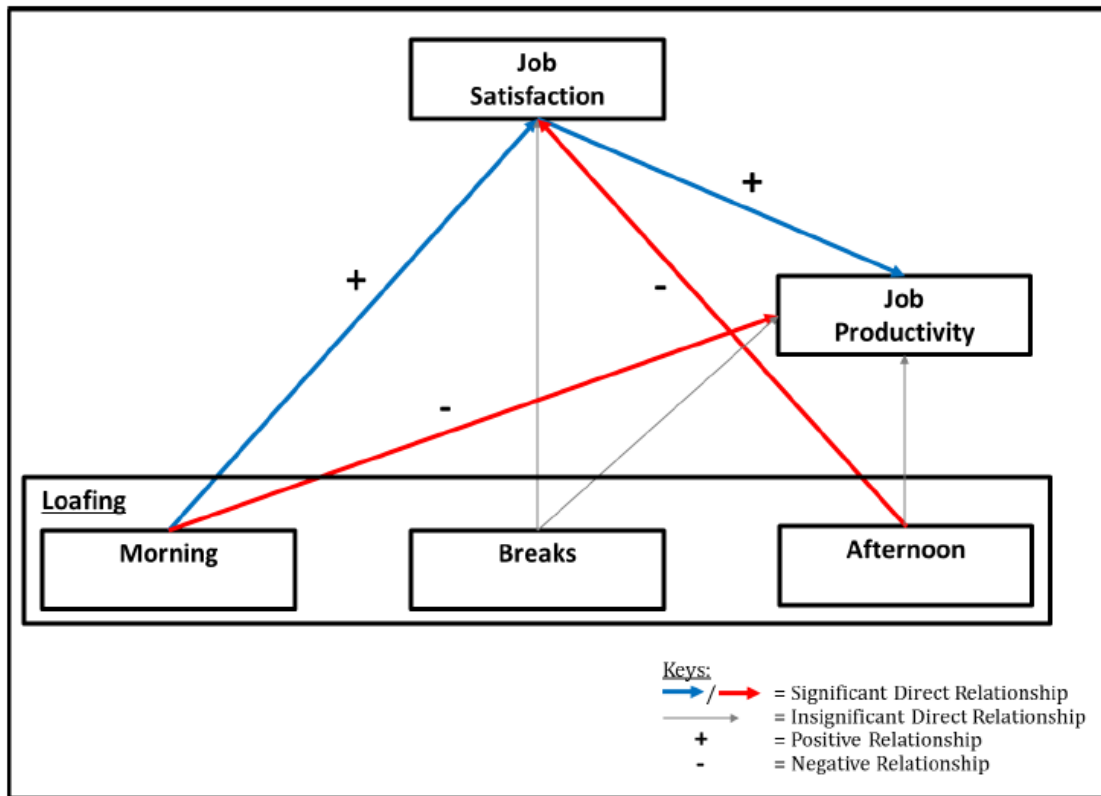 Job
Satisfaction
+
+
-
Job
Productivity
-
Loafing
Morning
Breaks
Afternoon
Keys:
/ = Significant Direct Relationship
= Insignificant Direct Relationship
+ = Positive Relationship
- = Negative Relationship